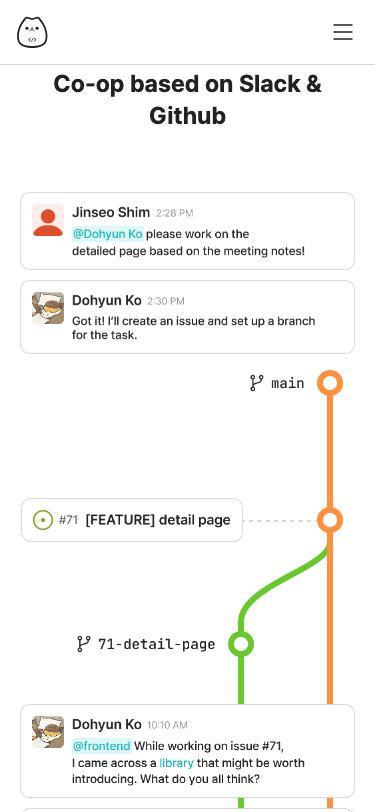 Co-op based on Slack &
Github
Jinseo Shim 2:28 PM
@Dohyun Ko please work on the
detailed page based on the meeting notes!
Dohyun Ko 2:30 PM
Got it! I'll create an issue and set up a branch
for the task.
main
#71 [FEATURE] detail page
71-detail-page
Dohyun Ko 10:10 AM
@frontend While working on issue #71,
I came across a library that might be worth
introducing. What do you all think?